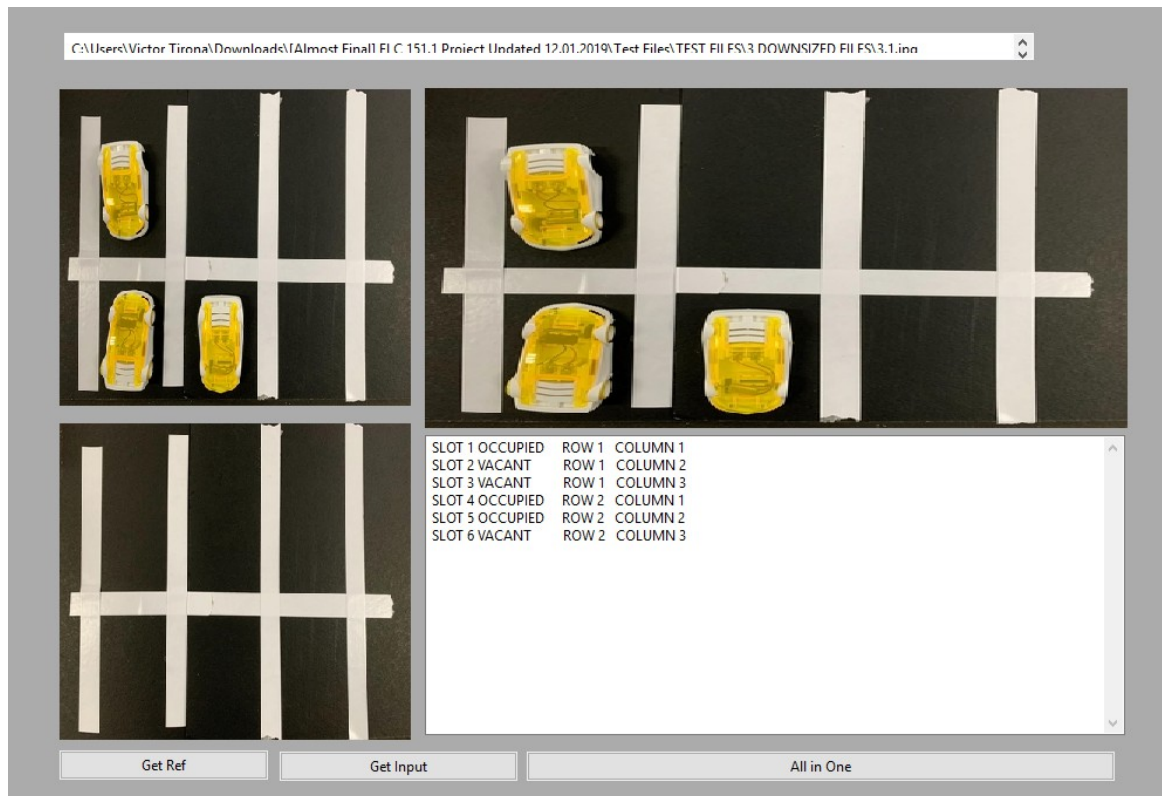 C:\Users\Victor Tirona\Downloads\[Almost Final] ELC 151.1 Project Updated 12.01.2019\Test Files\TEST FILES\3 DOWNSIZED FILES\3.1.jpg
SLOT 1 OCCUPIED ROW 1 COLUMN 1
SLOT 2 VACANT ROW 1 COLUMN 2
SLOT 3 VACANT ROW 1 COLUMN 3
SLOT 4 OCCUPIED ROW 2 COLUMN 1
SLOT 5 OCCUPIED ROW 2 COLUMN 2
SLOT 6 VACANT ROW 2 COLUMN 3
Get Ref Get Input All in One